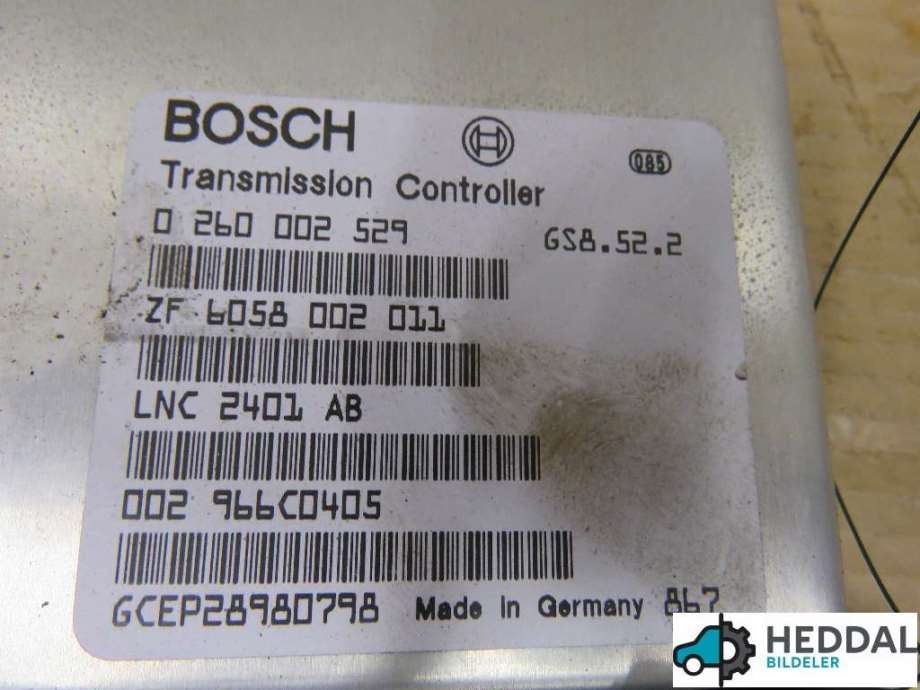 BOSCH
085
Transmission Controller
0 260 002 529
GS8.52.2
ZF 6058 002 011
LNC 2401 AB
002 966C0405
GCEP28980798 Made in Germany 867
HEDDAL
BILDELER